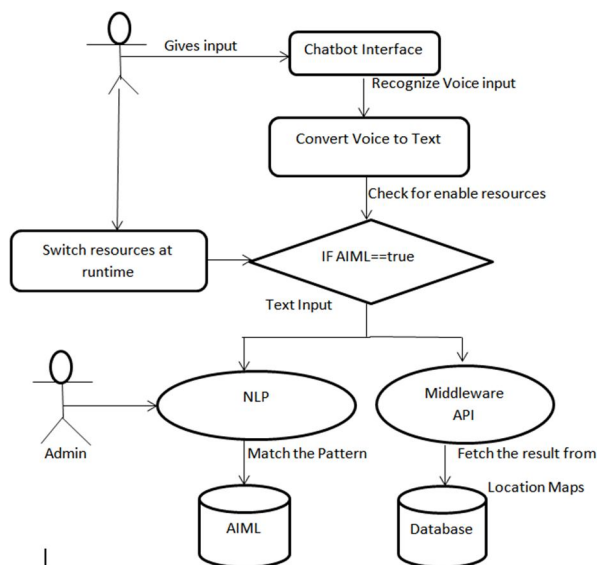 Gives input
Chatbot Interface
Recognize Voice input
Convert Voice to Text
Check for enable resources
Switch resources at
runtime
IF AIML==true
Text Input
NLP
Middleware
API
Admin
Match the Pattern
Fetch the result from
Location Maps
AIML
Database